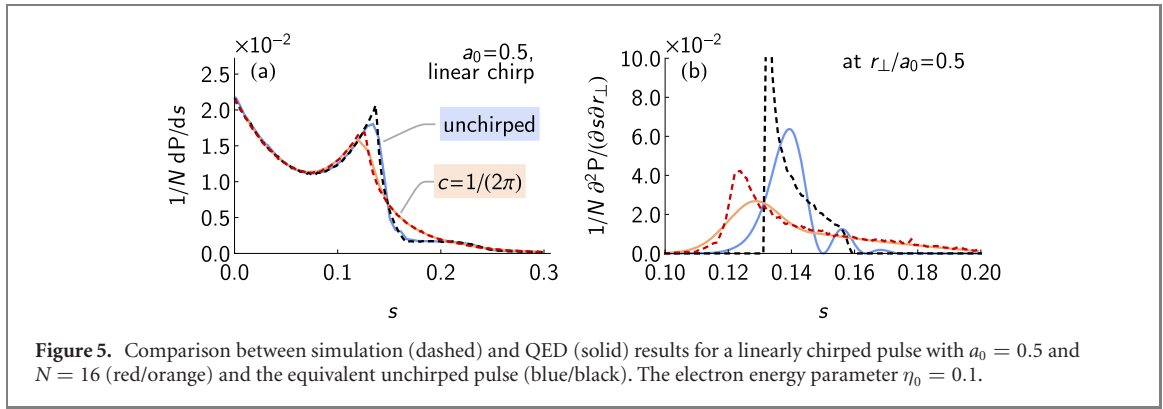 ×10⁻²
(a)
a₀=0.5,
linear chirp
2.5
2.0
1.5
1.0
0.5
0.0
1/N dP/ds
unchirped
c=1/(2π)
0.0 0.1 0.2 0.3
s
×10⁻²
(b)
at r⊥/a₀=0.5
10.0
8.0
6.0
4.0
2.0
0.0
1/N ∂²P/(∂s∂r⊥)
0.10 0.12 0.14 0.16 0.18 0.20
s
Figure 5. Comparison between simulation (dashed) and QED (solid) results for a linearly chirped pulse with a₀ = 0.5 and
N = 16 (red/orange) and the equivalent unchirped pulse (blue/black). The electron energy parameter η₀ = 0.1.